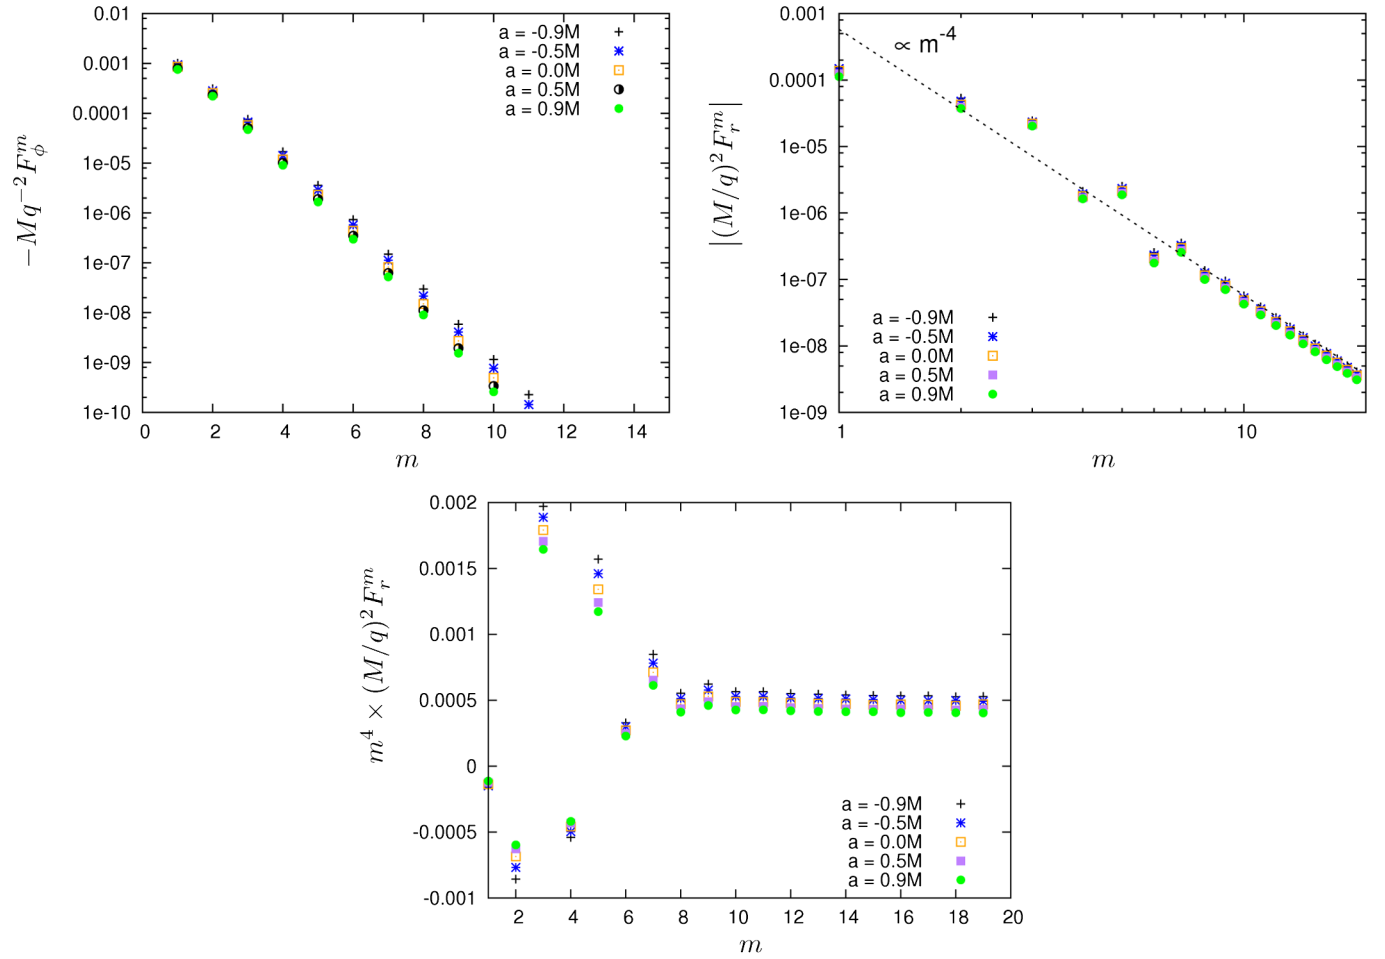 a = -0.9M
a = -0.5M
a = 0.0M
a = 0.5M
a = 0.9M
0.01
0.001
0.0001
1e-05
1e-06
1e-07
1e-08
1e-09
1e-10
0 2 4 6 8 10 12 14
m
−Mq⁻²F_ϕ^m
∝ m⁻⁴
0.001
0.0001
1e-05
1e-06
1e-07
1e-08
1e-09
a = -0.9M
a = -0.5M
a = 0.0M
a = 0.5M
a = 0.9M
1 10
m
|(M/q)²F_r^m|
0.002
0.0015
0.001
0.0005
0
-0.0005
-0.001
a = -0.9M
a = -0.5M
a = 0.0M
a = 0.5M
a = 0.9M
2 4 6 8 10 12 14 16 18 20
m
m⁴ × (M/q)²F_r^m